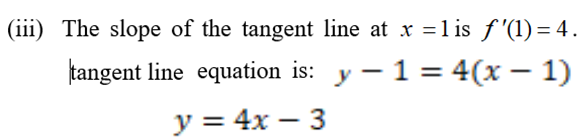 (iii) The slope of the tangent line at x =1 is f '(1) = 4.
tangent line equation is: y − 1 = 4(x − 1)
y = 4x − 3